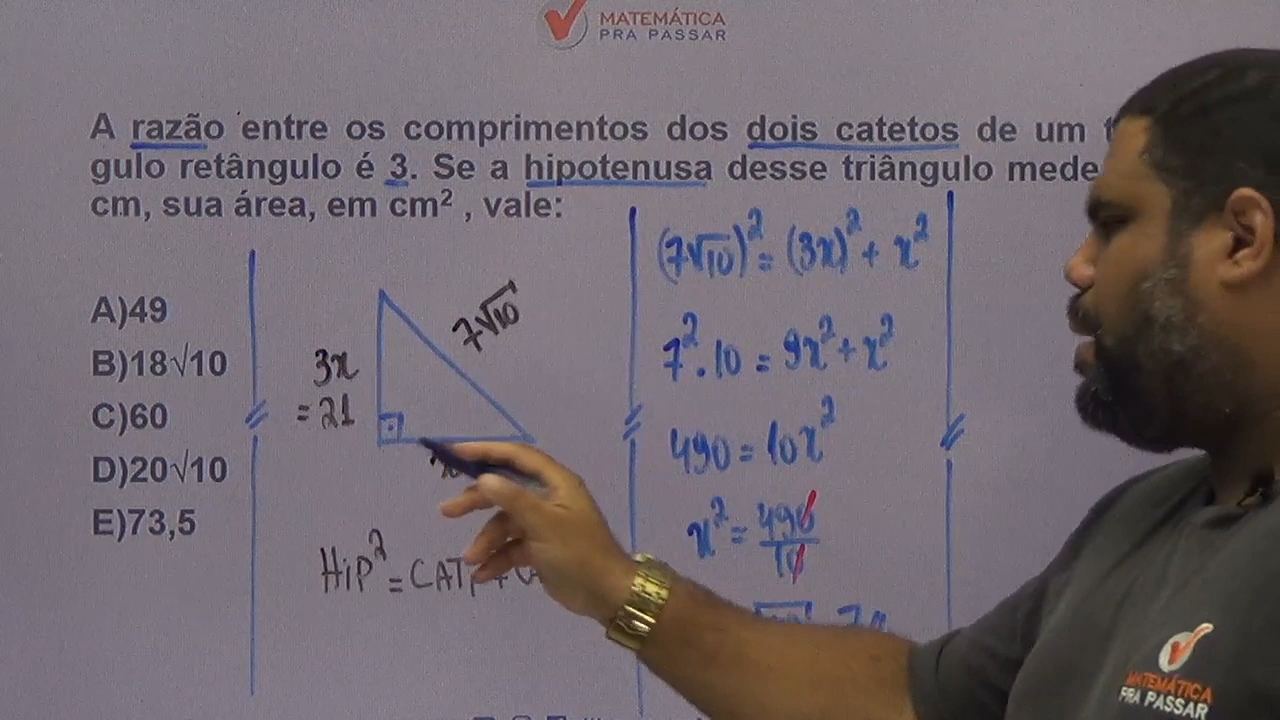 MATEMÁTICA
PRA PASSAR
A razão entre os comprimentos dos dois catetos de um
gulo retângulo é 3. Se a hipotenusa desse triângulo mede
cm, sua área, em cm² , vale:
A)49
B)18√10
C)60
D)20√10
E)73,5
7√10
3x
= 21
HiP² = CAT
(7√10)² = (3x)² + x²
7² . 10 = 9x² + x²
490 = 10x²
x² = 490/10
MATEMÁTICA
PRA PASSAR